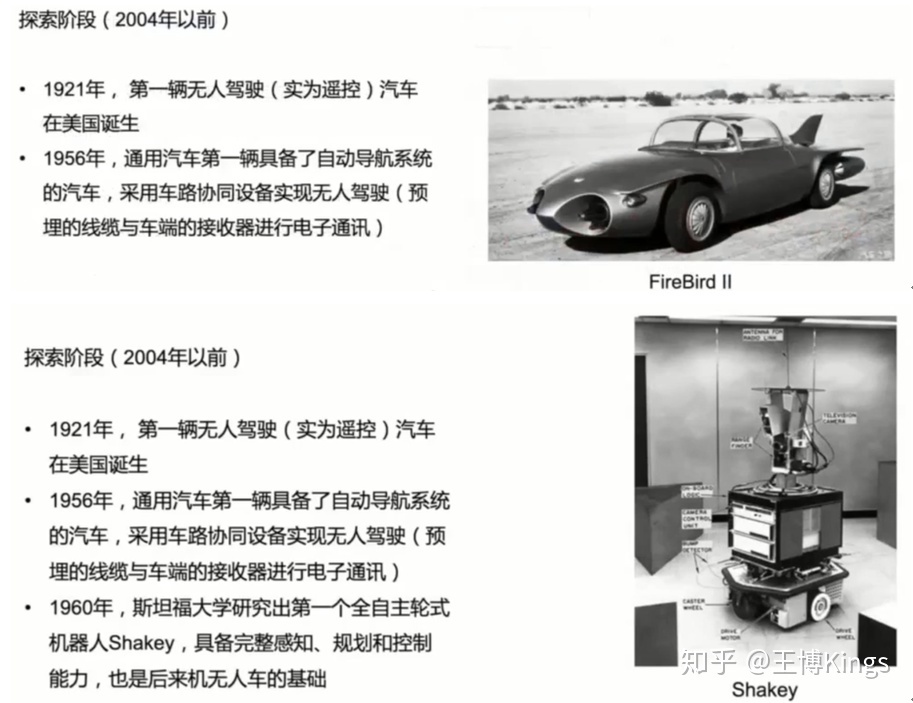 探索阶段（2004年以前）
• 1921年， 第一辆无人驾驶（实为遥控）汽车
在美国诞生
• 1956年，通用汽车第一辆具备了自动导航系统
的汽车，采用车路协同设备实现无人驾驶（预
埋的线缆与车端的接收器进行电子通讯）
FireBird II
探索阶段（2004年以前）
• 1921年， 第一辆无人驾驶（实为遥控）汽车
在美国诞生
• 1956年，通用汽车第一辆具备了自动导航系统
的汽车，采用车路协同设备实现无人驾驶（预
埋的线缆与车端的接收器进行电子通讯）
• 1960年，斯坦福大学研究出第一个全自主轮式
机器人Shakey，具备完整感知、规划和控制
能力，也是后来机无人车的基础
ANTENNA FOR
RADIO LINK
TELEVISION
CAMERA
RANGE
FINDER
ON-BOARD
LOGIC
CAMERA
CONTROL
UNIT
BUMP
DETECTOR
CASTER
WHEEL
DRIVE
MOTOR
DRIVE
WHEEL
知乎 @王博Kings
Shakey